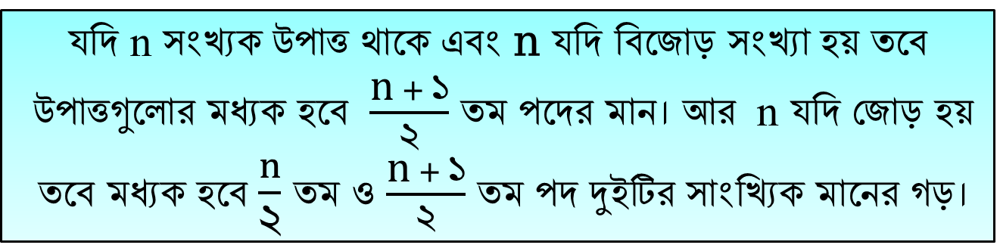 যদি n সংখ্যক উপাত্ত থাকে এবং n যদি বিজোড় সংখ্যা হয় তবে
উপাত্তগুলোর মধ্যক হবে (n + ১)/২ তম পদের মান। আর n যদি জোড় হয়
তবে মধ্যক হবে n/২ তম ও (n + ১)/২ তম পদ দুইটির সাংখ্যিক মানের গড়।